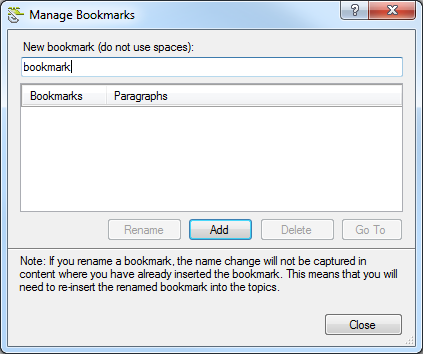 Manage Bookmarks
New bookmark (do not use spaces):
bookmark
Bookmarks Paragraphs
Rename Add Delete Go To
Note: If you rename a bookmark, the name change will not be captured in
content where you have already inserted the bookmark. This means that you will
need to re-insert the renamed bookmark into the topics.
Close